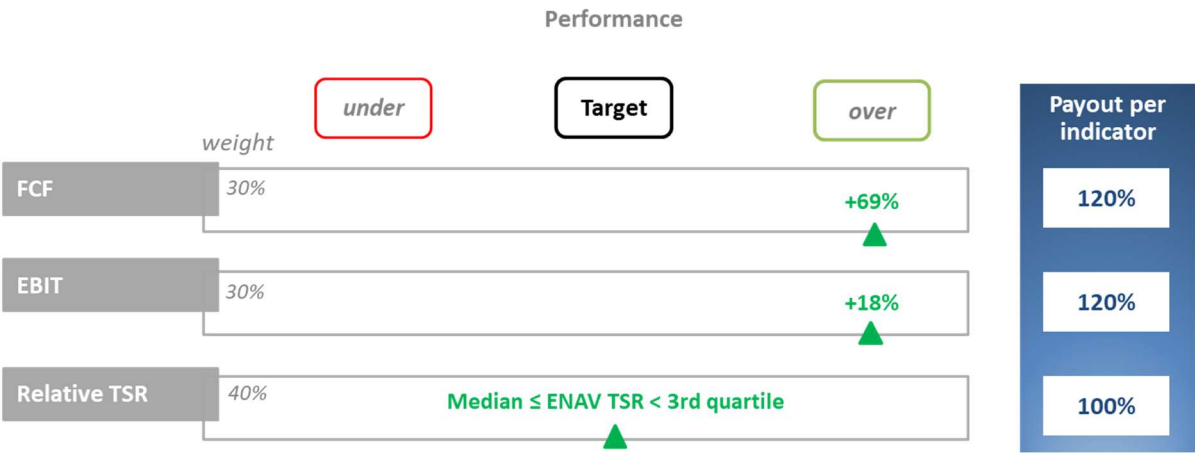 Performance
under
Target
over
Payout per
indicator
weight
FCF
30%
+69%
120%
EBIT
30%
+18%
120%
Relative TSR
40%
Median ≤ ENAV TSR < 3rd quartile
100%